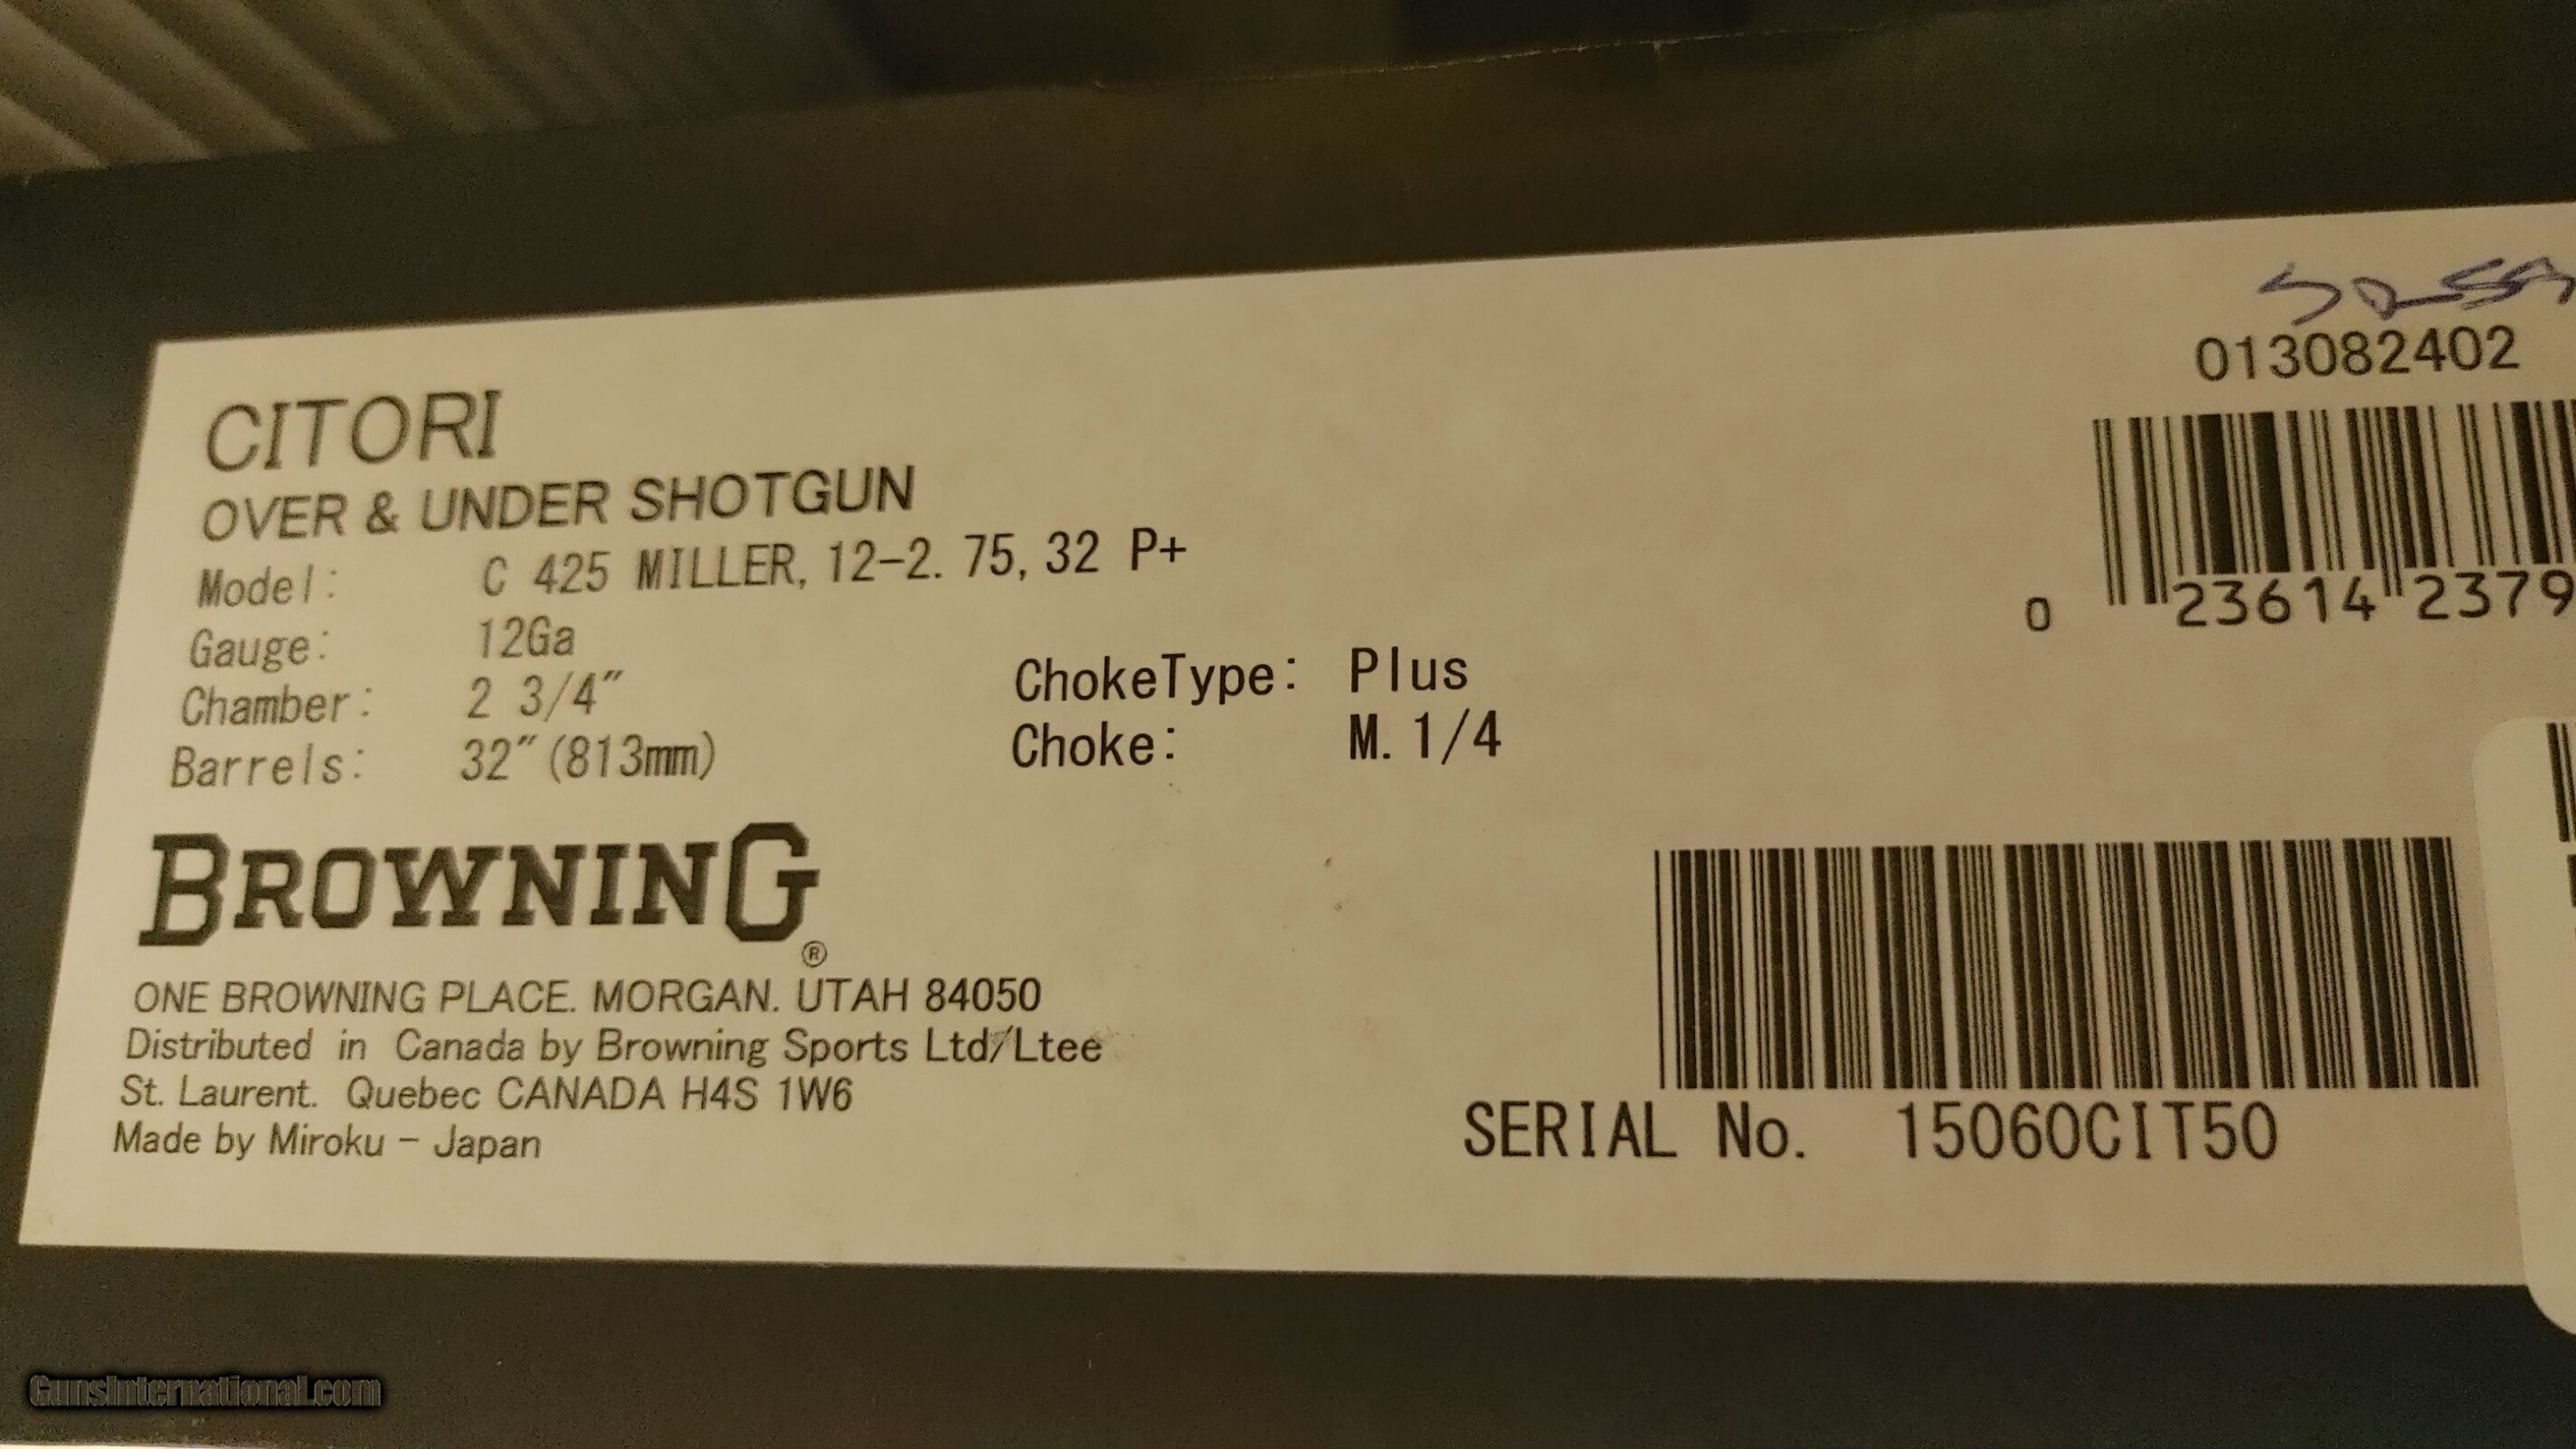 CITORI
OVER & UNDER SHOTGUN
Model: C 425 MILLER, 12-2. 75, 32 P+
Gauge: 12Ga
Chamber: 2 3/4"
Barrels: 32"(813mm)
ChokeType: Plus
Choke: M. 1/4
BROWNING®
ONE BROWNING PLACE. MORGAN. UTAH 84050
Distributed in Canada by Browning Sports Ltd/Ltee
St. Laurent. Quebec CANADA H4S 1W6
Made by Miroku - Japan
013082402
0 23614 2379
SERIAL No. 15060CIT50
GunsInternational.com